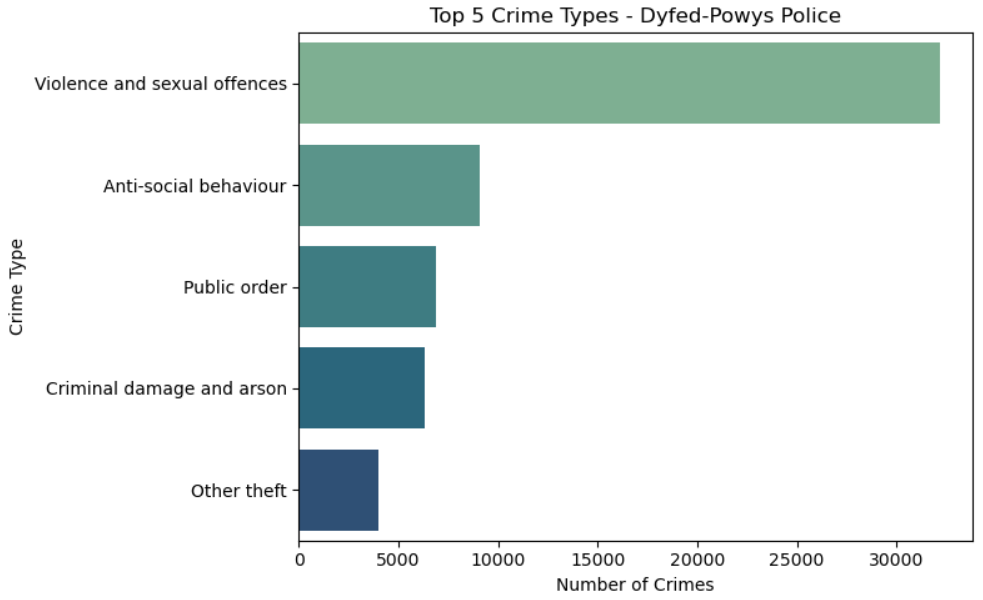 Top 5 Crime Types - Dyfed-Powys Police
Crime Type
Violence and sexual offences
Anti-social behaviour
Public order
Criminal damage and arson
Other theft
0 5000 10000 15000 20000 25000 30000
Number of Crimes